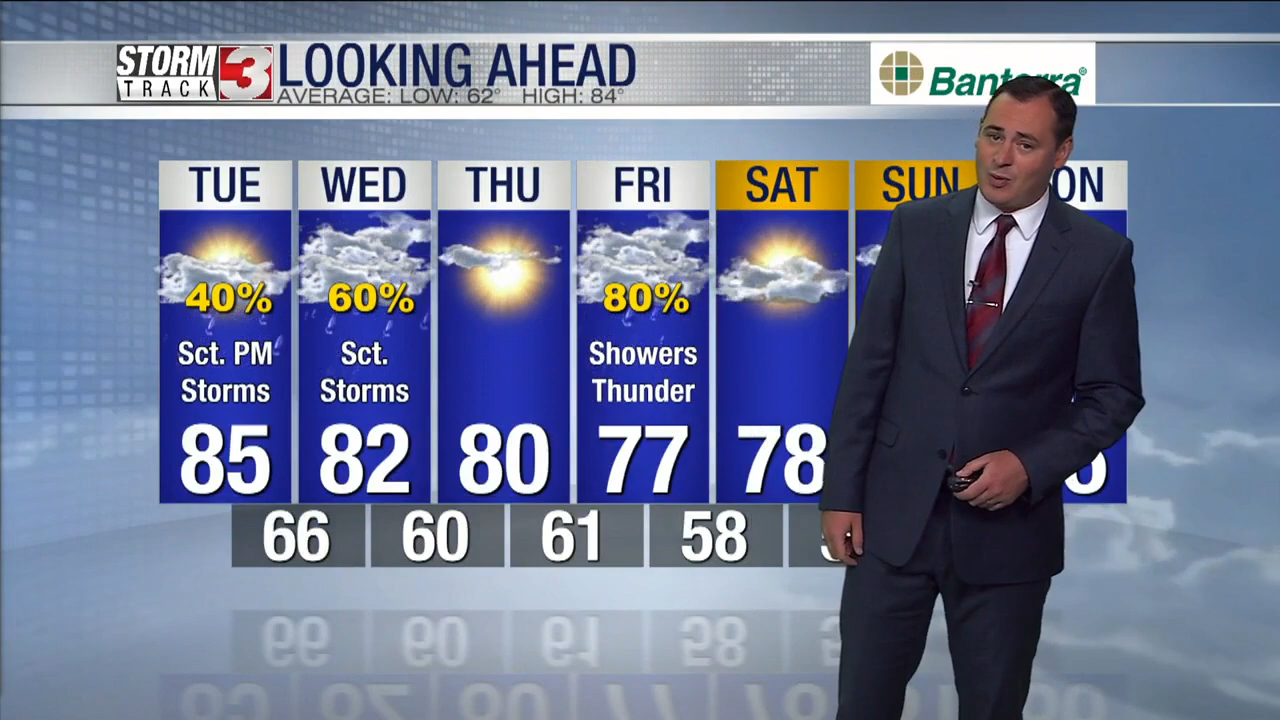 STORM
TRACK
3
LOOKING AHEAD
AVERAGE: LOW: 62° HIGH: 84°
TUE WED THU FRI SAT SUN
40% 60% 80%
Sct. PM Sct. Showers
Storms Storms Thunder
85 82 80 77 78
66 60 61 58